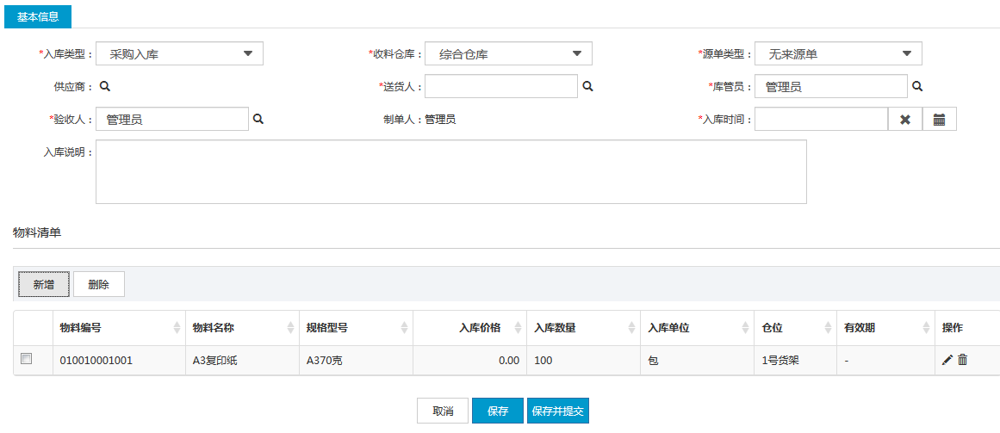 基本信息
*入库类型： 采购入库 *收料仓库： 综合仓库 *源单类型： 无来源单
供应商： *送货人： *库管员： 管理员
*验收人： 管理员 制单人：管理员 *入库时间：
入库说明：
物料清单
新增 删除
物料编号 物料名称 规格型号 入库价格 入库数量 入库单位 仓位 有效期 操作
010010001001 A3复印纸 A370克 0.00 100 包 1号货架 -
取消 保存 保存并提交